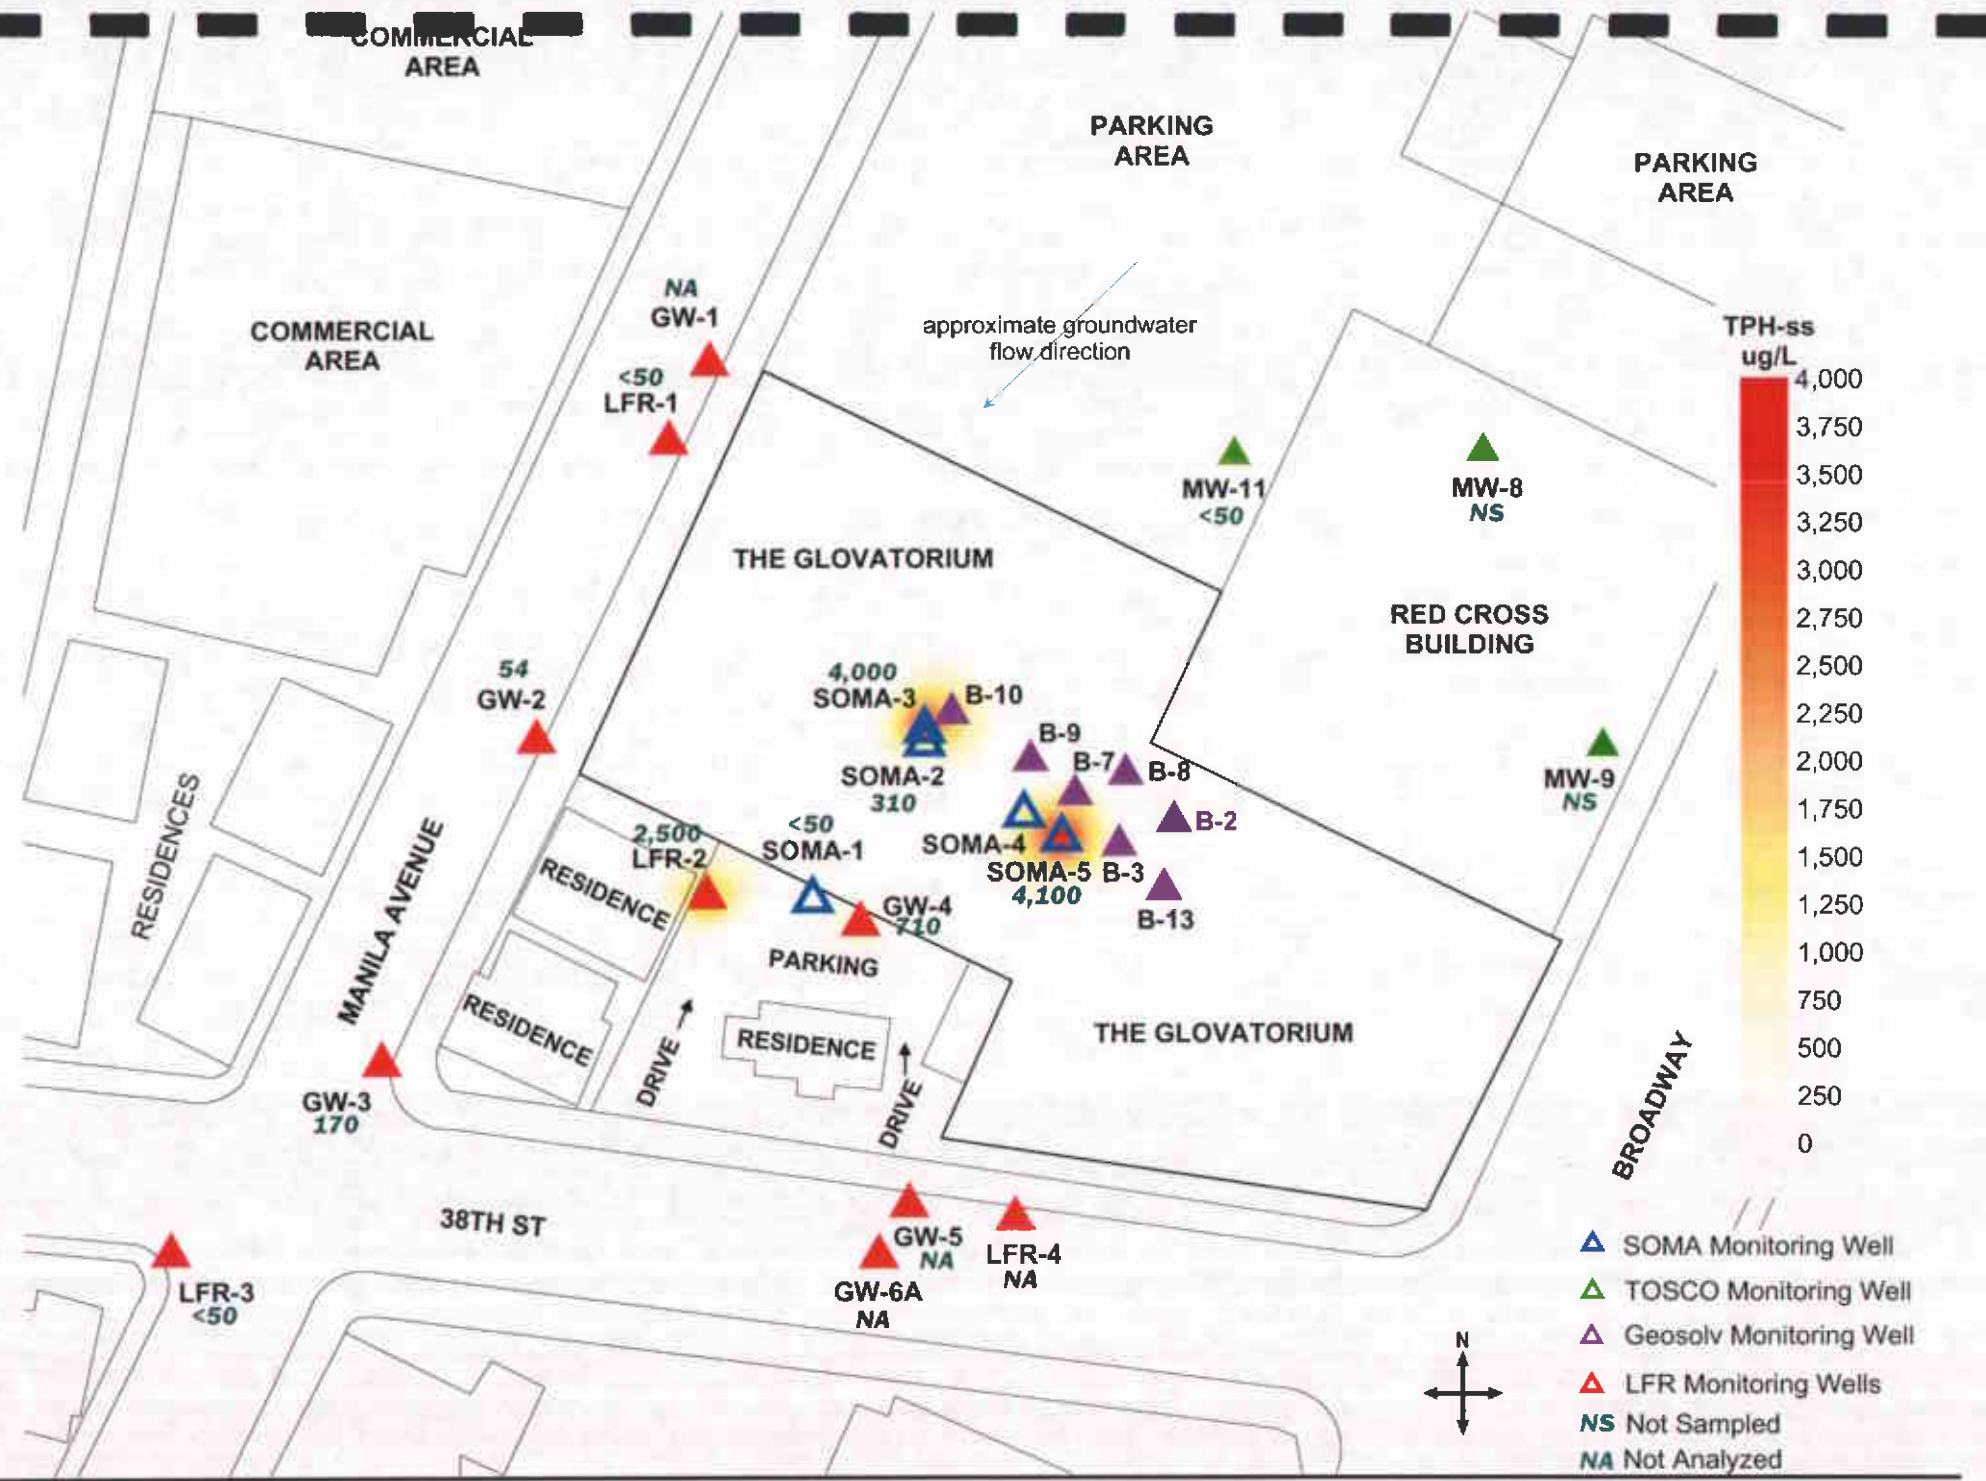 COMMERCIAL
AREA
PARKING
AREA
PARKING
AREA
NA
GW-1
<50
LFR-1
COMMERCIAL
AREA
approximate groundwater
flow direction
TPH-ss
ug/L
4,000
3,750
3,500
3,250
3,000
2,750
2,500
2,250
2,000
1,750
1,500
1,250
1,000
750
500
250
0
MW-11
<50
MW-8
NS
THE GLOVATORIUM
RED CROSS
BUILDING
54
GW-2
4,000
SOMA-3
B-10
SOMA-2
310
B-9
B-7
B-8
MW-9
NS
B-2
SOMA-4
SOMA-5
4,100
B-3
B-13
2,500
LFR-2
<50
SOMA-1
GW-4
710
RESIDENCES
MANILA AVENUE
RESIDENCE
PARKING
RESIDENCE
RESIDENCE
DRIVE
DRIVE
THE GLOVATORIUM
BROADWAY
GW-3
170
38TH ST
LFR-3
<50
GW-5
NA
LFR-4
NA
GW-6A
NA
N
SOMA Monitoring Well
TOSCO Monitoring Well
Geosolv Monitoring Well
LFR Monitoring Wells
NS Not Sampled
NA Not Analyzed